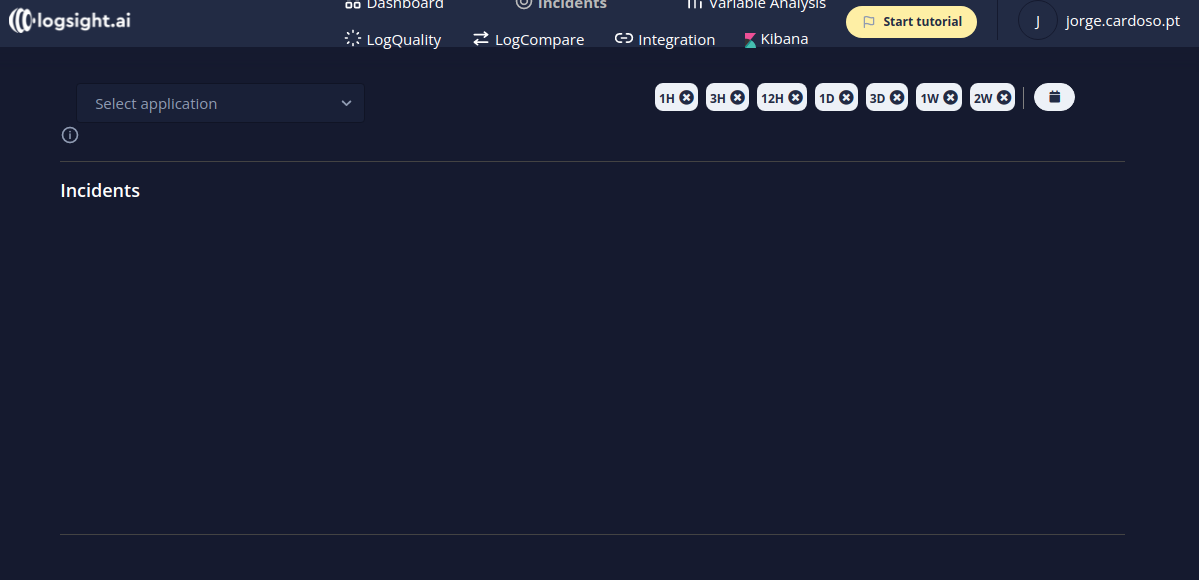 logsight.ai
Dashboard
Incidents
Variable Analysis
LogQuality
LogCompare
Integration
Kibana
Start tutorial
J
jorge.cardoso.pt
Select application
1H
3H
12H
1D
3D
1W
2W
Incidents